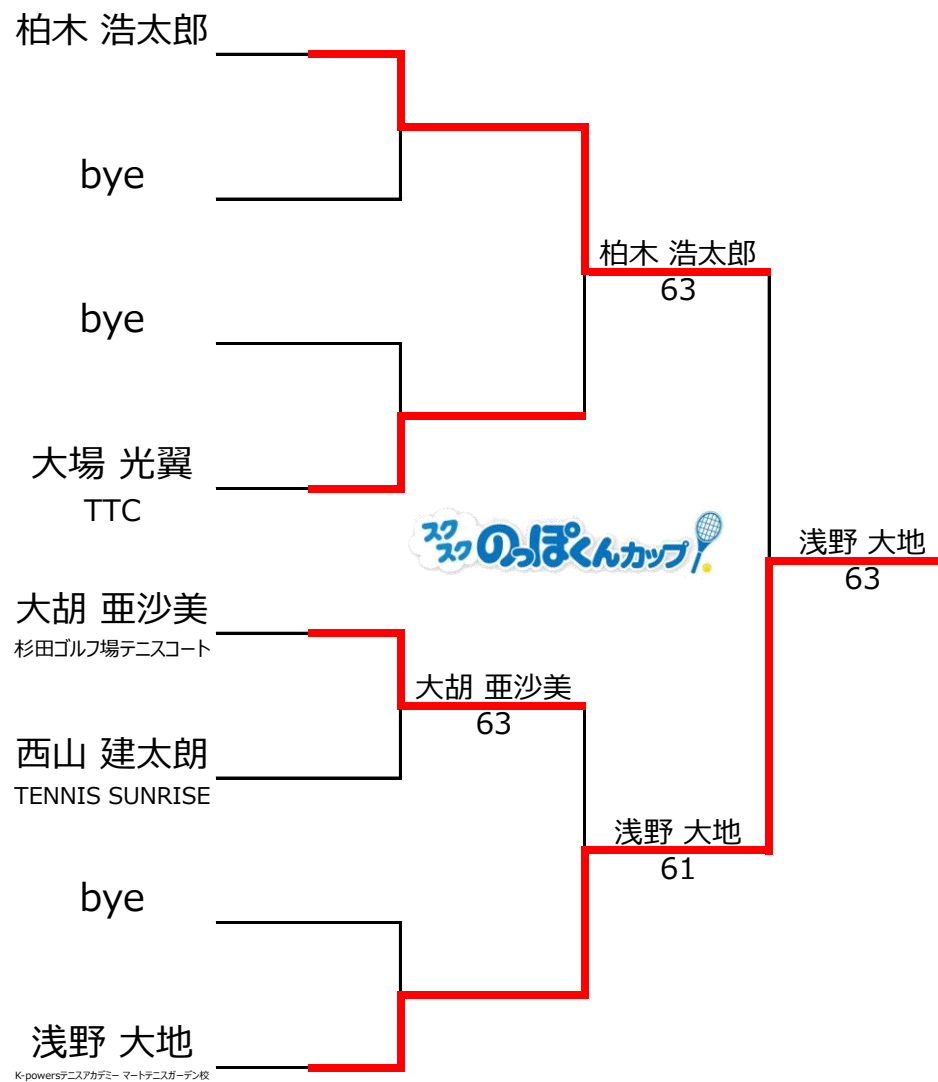 柏木 浩太郎
bye
柏木 浩太郎
63
bye
大場 光翼
TTC
スクスクのっぽくんカップ
浅野 大地
63
大胡 亜沙美
杉田ゴルフ場テニスコート
大胡 亜沙美
63
西山 建太朗
TENNIS SUNRISE
浅野 大地
61
bye
浅野 大地
K-powersテニスアカデミー マートテニスガーデン校